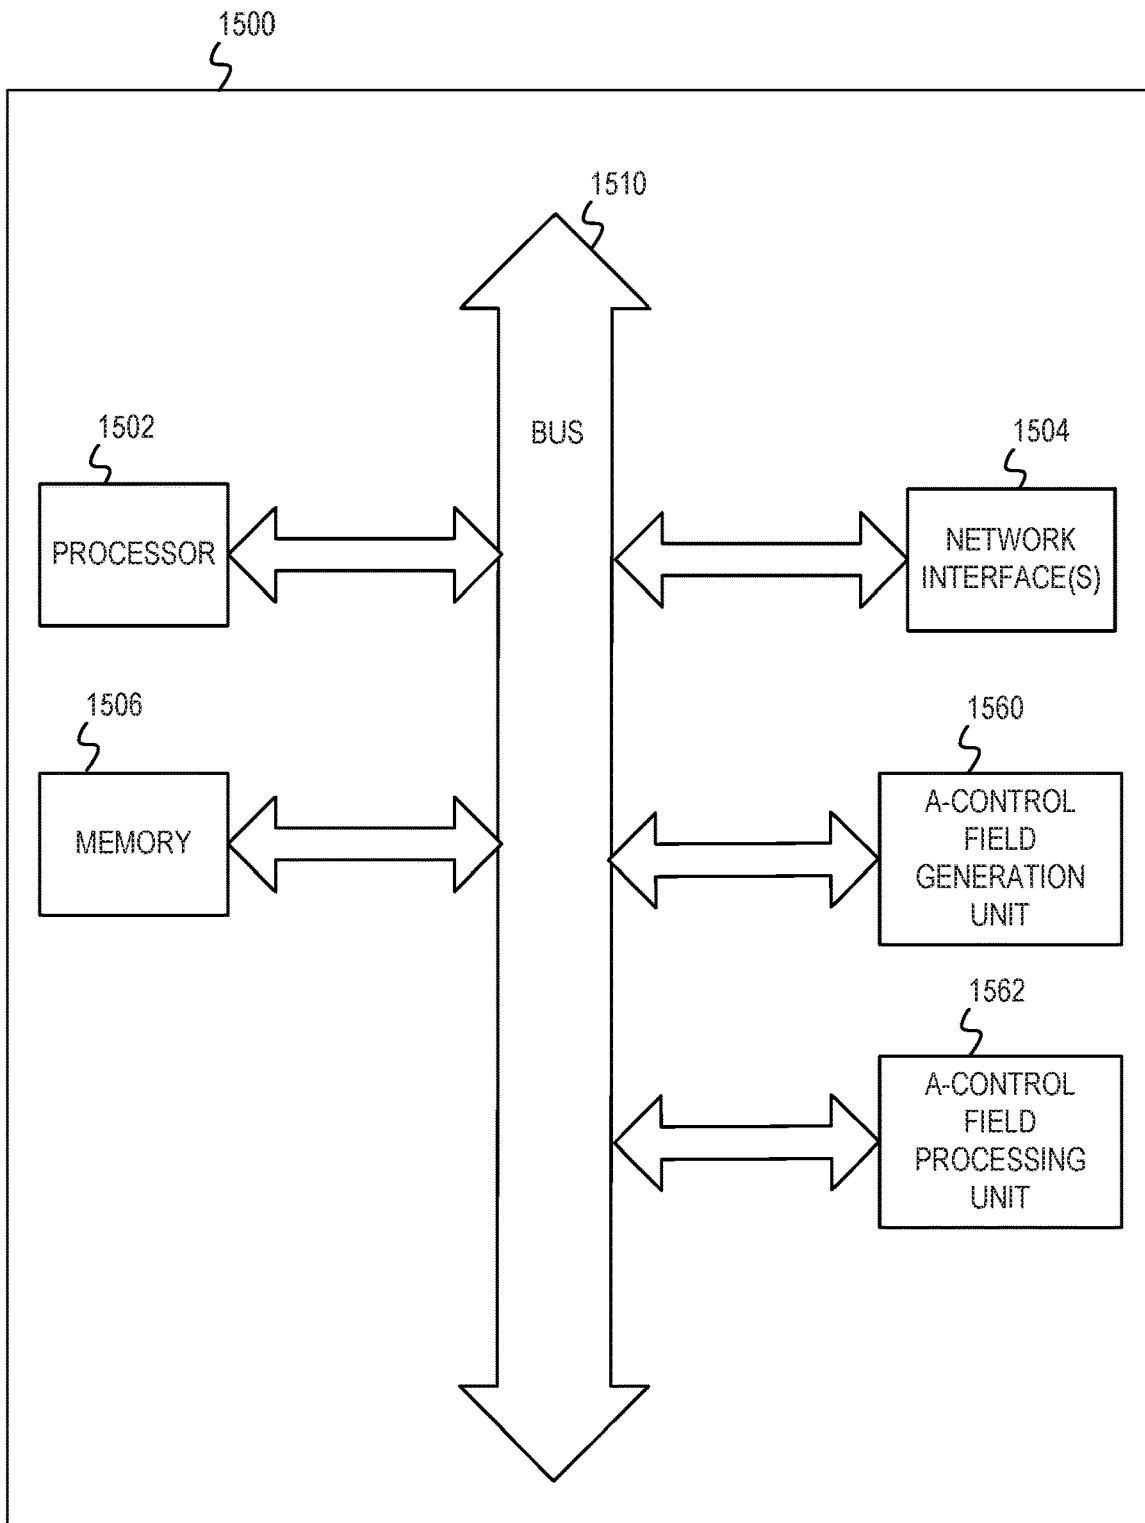 1500
1510
BUS
1502
PROCESSOR
1504
NETWORK
INTERFACE(S)
1506
MEMORY
1560
A-CONTROL
FIELD
GENERATION
UNIT
1562
A-CONTROL
FIELD
PROCESSING
UNIT